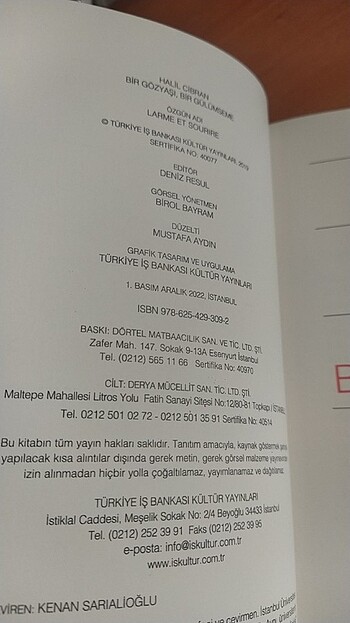 HALİL CİBRAN
BİR GÖZYAŞI, BİR GÜLÜMSEME
ÖZGÜN ADI
LARME ET SOURIRE
© TÜRKİYE İŞ BANKASI KÜLTÜR YAYINLARI, 2019
SERTİFİKA NO: 40077
EDİTÖR
DENİZ RESUL
GÖRSEL YÖNETMEN
BİROL BAYRAM
DÜZELTİ
MUSTAFA AYDIN
GRAFİK TASARIM VE UYGULAMA
TÜRKİYE İŞ BANKASI KÜLTÜR YAYINLARI
1. BASIM ARALIK 2022, İSTANBUL
ISBN 978-625-429-309-2
BASKI: DÖRTEL MATBAACILIK SAN. VE TİC. LTD. ŞTİ.
Zafer Mah. 147. Sokak 9-13A Esenyurt İstanbul
Tel. (0212) 565 11 66 Sertifika No: 40970
CİLT: DERYA MÜCELLİT SAN. TİC. LTD. ŞTİ.
Maltepe Mahallesi Litros Yolu Fatih Sanayi Sitesi No:12/80-81 Topkapı / İSTANBUL
Tel. 0212 501 02 72 - 0212 501 35 91 Sertifika No: 40514
Bu kitabın tüm yayın hakları saklıdır. Tanıtım amacıyla, kaynak göstermek şartıyla
yapılacak kısa alıntılar dışında gerek metin, gerek görsel malzeme yayınevinden
izin alınmadan hiçbir yolla çoğaltılamaz, yayımlanamaz ve dağıtılamaz.
TÜRKİYE İŞ BANKASI KÜLTÜR YAYINLARI
İstiklal Caddesi, Meşelik Sokak No: 2/4 Beyoğlu 34433 İstanbul
Tel. (0212) 252 39 91 Faks (0212) 252 39 95
e-posta: info@iskultur.com.tr
www.iskultur.com.tr
VİREN: KENAN SARIALİOĞLU
ve çevirmen. İstanbul Üniversite